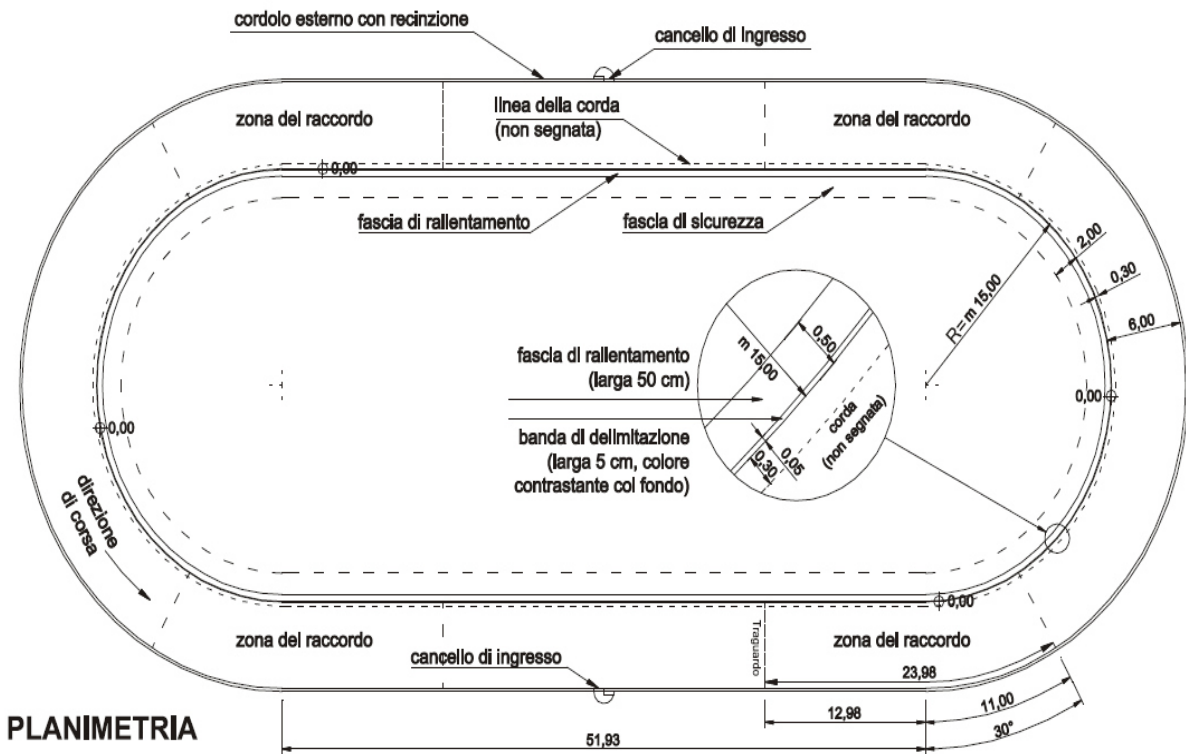 cordolo esterno con recinzione
cancello di ingresso
zona del raccordo
linea della corda
(non segnata)
zona del raccordo
0,00
fascia di rallentamento
fascia di sicurezza
2,00
0,30
6,00
R= m 15,00
0,50
m 15,00
fascia di rallentamento
(larga 50 cm)
corda
(non segnata)
0,00
0,00
banda di delimitazione
(larga 5 cm, colore
contrastante col fondo)
0,05
0,30
direzione
di corsa
0,00
zona del raccordo
Traguardo
zona del raccordo
cancello di ingresso
23,98
11,00
12,98
30°
PLANIMETRIA
51,93